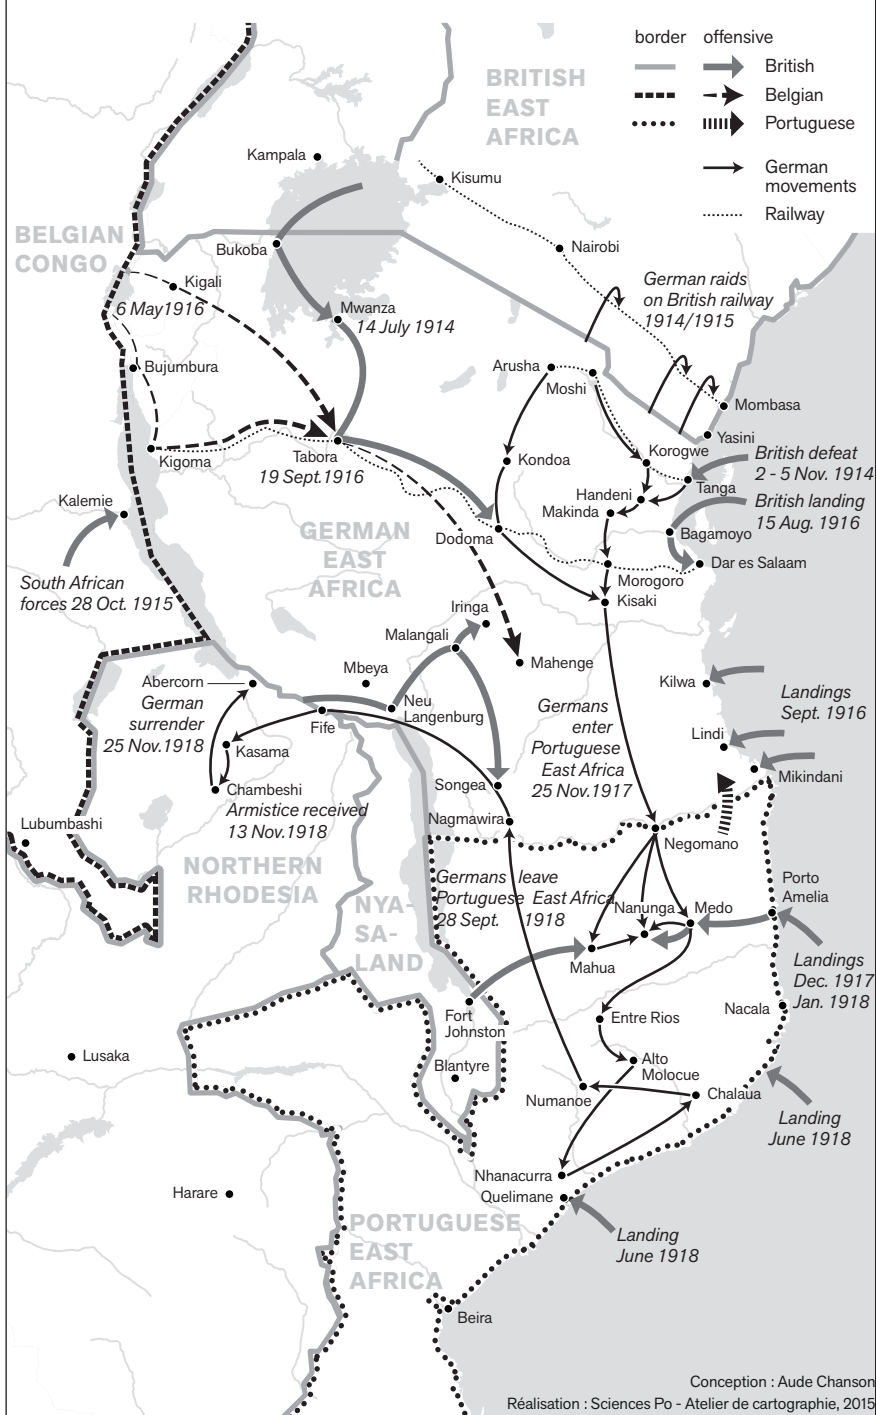 border offensive
British
Belgian
Portuguese
German
movements
Railway
BRITISH
EAST
AFRICA
Kampala
Kisumu
BELGIAN
CONGO
Bukoba
Nairobi
Kigali
6 May1916
German raids
on British railway
1914/1915
Mwanza
14 July 1914
Bujumbura
Arusha
Moshi
Mombasa
Yasini
Kigoma
Tabora
19 Sept.1916
Kondoa
Korogwe
British defeat
2 - 5 Nov. 1914
Tanga
Handeni
Makinda
British landing
15 Aug. 1916
Kalemie
GERMAN
EAST
AFRICA
Dodoma
Bagamoyo
Dar es Salaam
South African
forces 28 Oct. 1915
Morogoro
Kisaki
Iringa
Malangali
Mahenge
Mbeya
Abercorn
German
surrender
25 Nov.1918
Neu
Langenburg
Fife
Kilwa
Landings
Sept. 1916
Germans
enter
Portuguese
East Africa
25 Nov.1917
Lindi
Mikindani
Kasama
Chambeshi
Armistice received
13 Nov.1918
Songea
Nagmawira
Lubumbashi
Negomano
NORTHERN
RHODESIA
Germans leave
Portuguese East Africa
28 Sept. 1918
NYA-
SA-
LAND
Nanunga
Medo
Porto
Amelia
Mahua
Landings
Dec. 1917
Jan. 1918
Fort
Johnston
Entre Rios
Nacala
Lusaka
Blantyre
Alto
Molocue
Numanoe
Chalaua
Landing
June 1918
Harare
Nhanacurra
Quelimane
PORTUGUESE
EAST
AFRICA
Landing
June 1918
Beira
Conception : Aude Chanson
Réalisation : Sciences Po - Atelier de cartographie, 2015